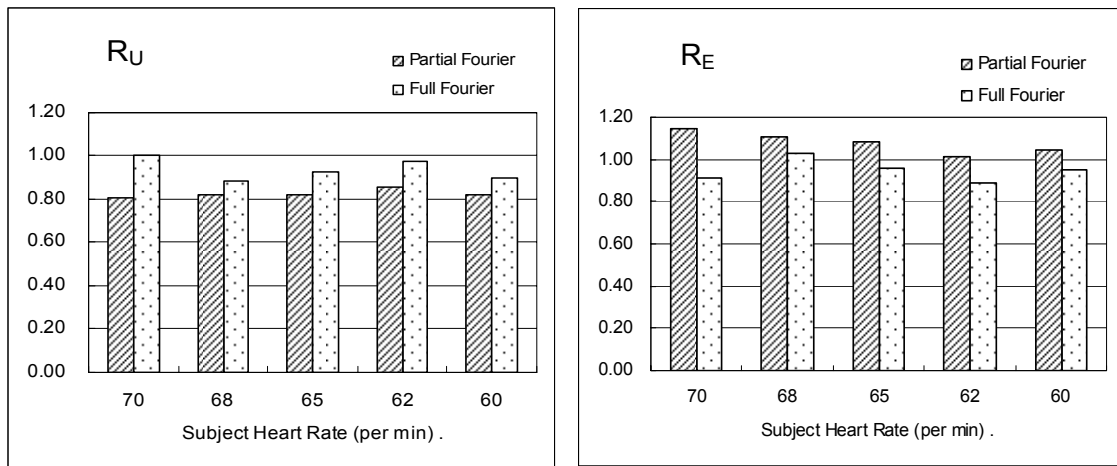 R_U
Partial Fourier
Full Fourier
1.20
1.00
0.80
0.60
0.40
0.20
0.00
70 68 65 62 60
Subject Heart Rate (per min) .
R_E
Partial Fourier
Full Fourier
1.20
1.00
0.80
0.60
0.40
0.20
0.00
70 68 65 62 60
Subject Heart Rate (per min) .